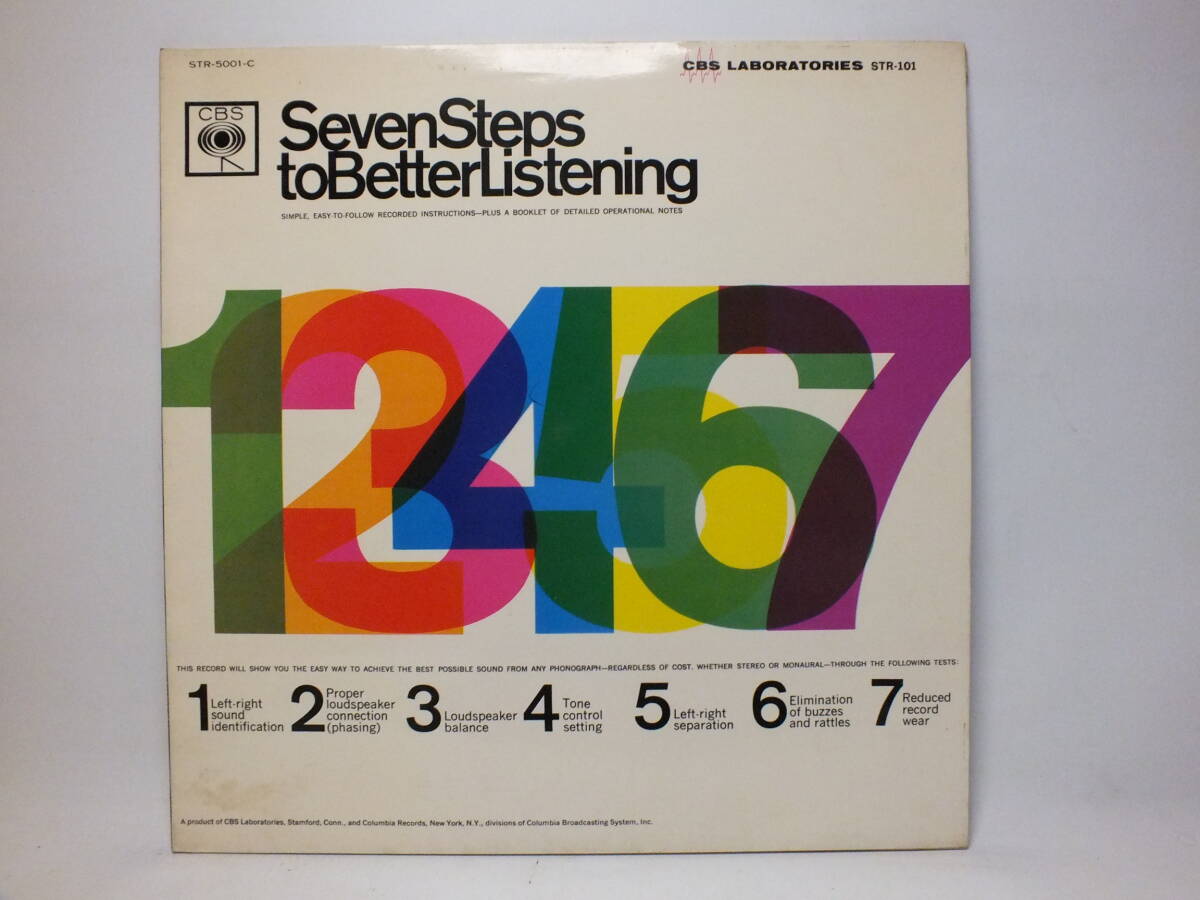 STR-5001-C
CBS LABORATORIES STR-101
CBS
SevenSteps
toBetterListening
SIMPLE, EASY-TO-FOLLOW RECORDED INSTRUCTIONS—PLUS A BOOKLET OF DETAILED OPERATIONAL NOTES
1234567
THIS RECORD WILL SHOW YOU THE EASY WAY TO ACHIEVE THE BEST POSSIBLE SOUND FROM ANY PHONOGRAPH—REGARDLESS OF COST, WHETHER STEREO OR MONAURAL—THROUGH THE FOLLOWING TESTS:
1 Left-right
sound
identification
2 Proper
loudspeaker
connection
(phasing)
3 Loudspeaker
balance
4 Tone
control
setting
5 Left-right
separation
6 Elimination
of buzzes
and rattles
7 Reduced
record
wear
A product of CBS Laboratories, Stamford, Conn., and Columbia Records, New York, N.Y., divisions of Columbia Broadcasting System, Inc.